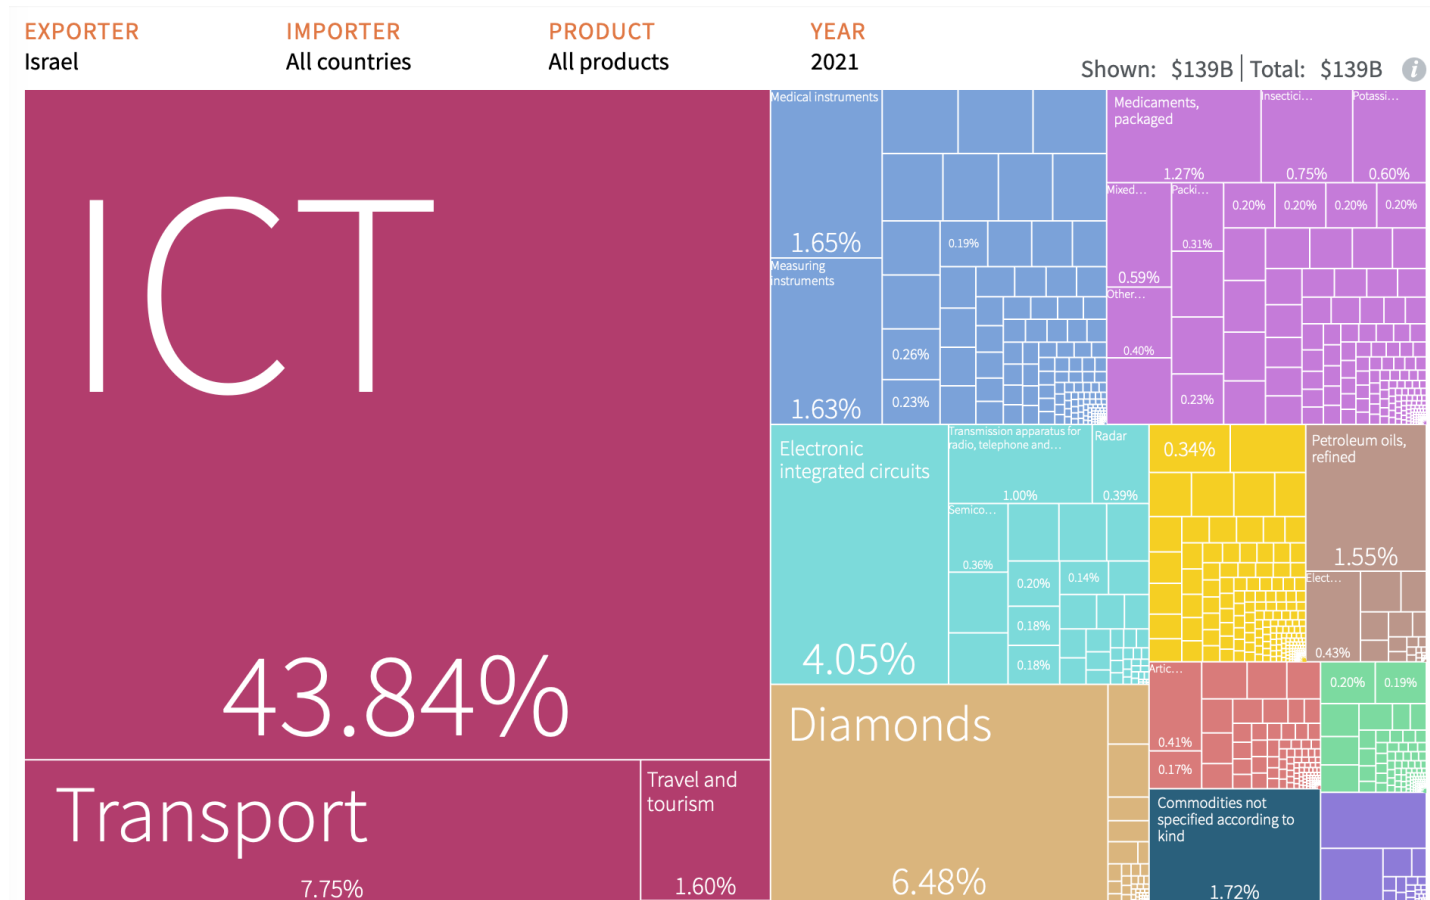 EXPORTER
Israel
IMPORTER
All countries
PRODUCT
All products
YEAR
2021
Shown: $139B | Total: $139B i
ICT
43.84%
Transport
7.75%
Travel and
tourism
1.60%
Medical instruments
1.65%
Measuring
instruments
1.63%
0.19%
0.26%
0.23%
Medicaments,
packaged
1.27%
Insectici...
0.75%
Potassi...
0.60%
Mixed...
0.59%
Packi...
0.31%
0.20%
0.20%
0.20%
0.20%
Other...
0.40%
0.23%
Electronic
integrated circuits
4.05%
Transmission apparatus for
radio, telephone and...
1.00%
Radar
0.39%
Semico...
0.36%
0.20%
0.14%
0.18%
0.18%
0.34%
Petroleum oils,
refined
1.55%
Elect...
0.43%
Diamonds
6.48%
Artic...
0.41%
0.17%
0.20%
0.19%
Commodities not
specified according to
kind
1.72%